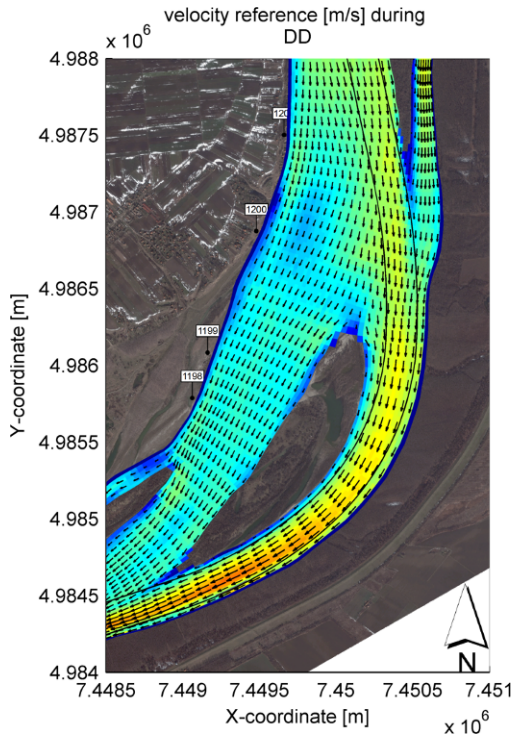 velocity reference [m/s] during
DD
x 10^6
4.988
4.9875
4.987
4.9865
4.986
4.9855
4.985
4.9845
4.984
Y-coordinate [m]
120
1200
1199
1198
N
7.4485
7.449
7.4495
7.45
7.4505
7.451
X-coordinate [m]
x 10^6